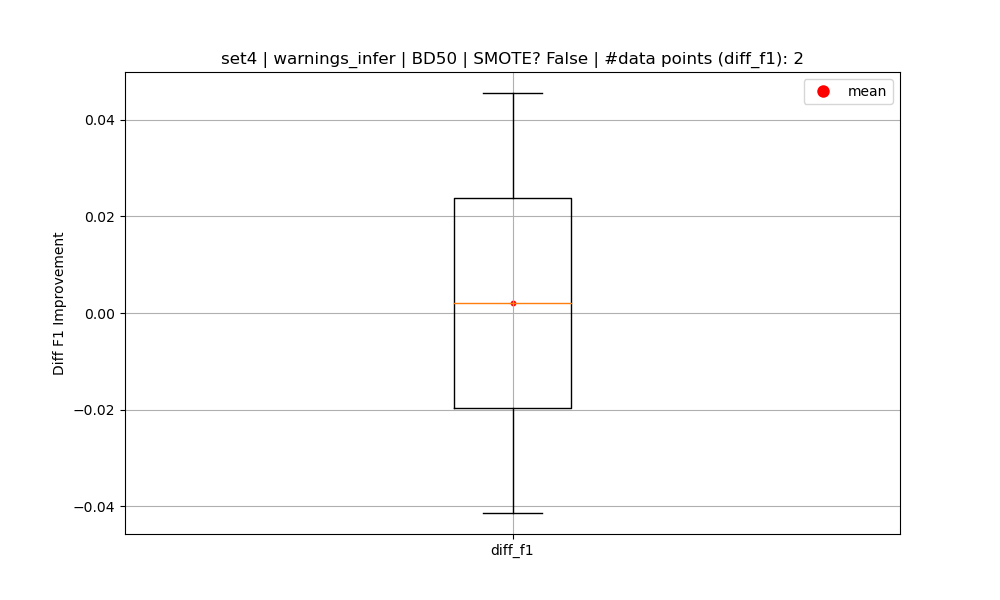 set4 | warnings_infer | BD50 | SMOTE? False | #data points (diff_f1): 2
mean
0.04
0.02
0.00
−0.02
−0.04
Diff F1 Improvement
diff_f1